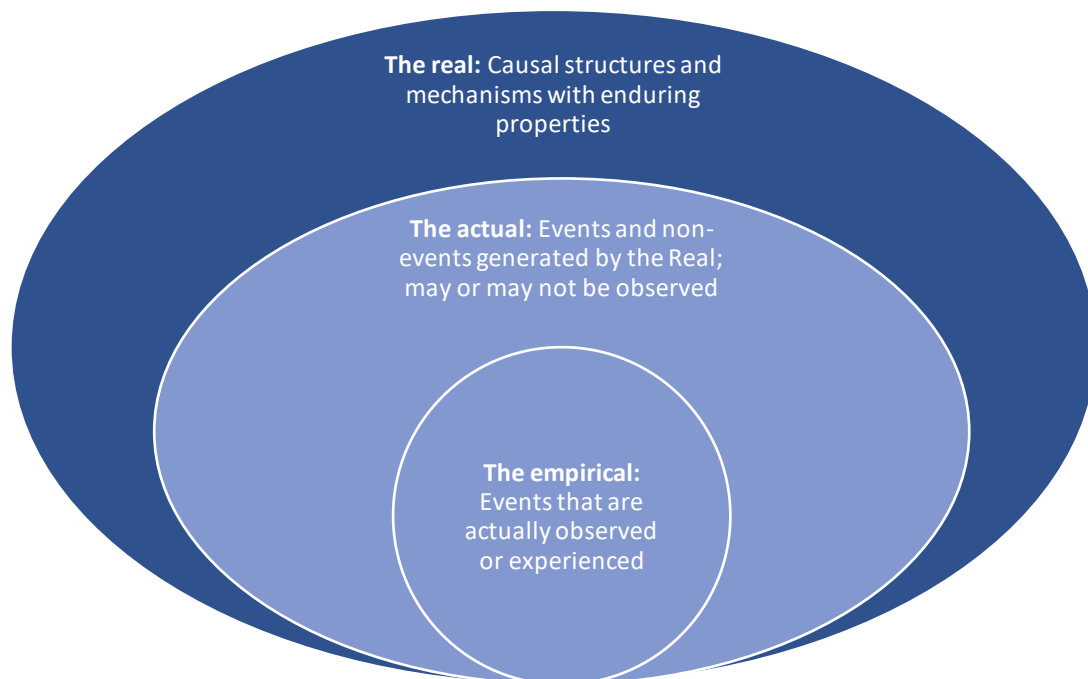 The real: Causal structures and
mechanisms with enduring
properties
The actual: Events and non-
events generated by the Real;
may or may not be observed
The empirical:
Events that are
actually observed
or experienced